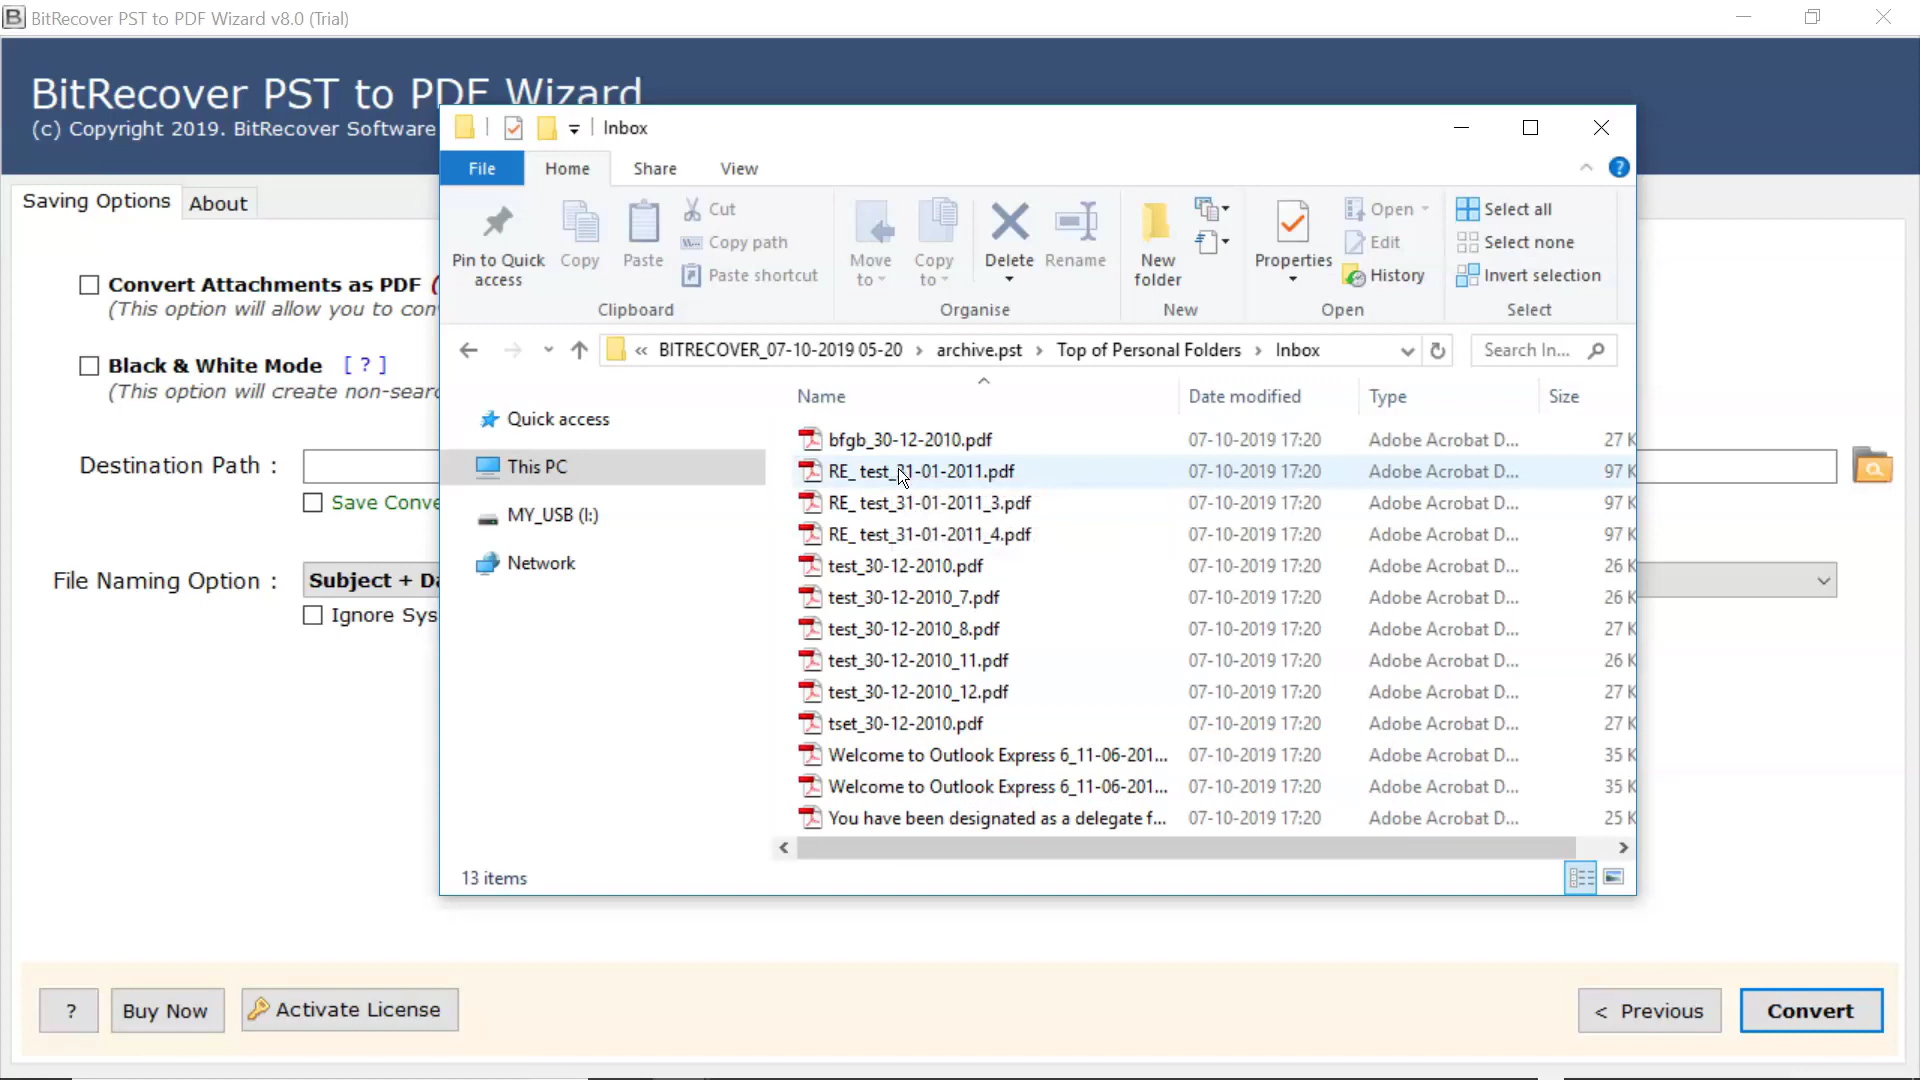 BitRecover PST to PDF Wizard v8.0 (Trial)
BitRecover PST to PDF Wizard
(c) Copyright 2019. BitRecover Software
Saving Options
About
Convert Attachments as PDF (
(This option will allow you to con
Black & White Mode [ ? ]
(This option will create non-sear
Destination Path :
Save Conve
File Naming Option :
Subject + Da
Ignore Sys
Inbox
File
Home
Share
View
Pin to Quick
access
Copy
Paste
Cut
Copy path
Paste shortcut
Clipboard
Move
to
Copy
to
Delete
Rename
Organise
New
folder
New
Properties
Open
Edit
History
Open
Select all
Select none
Invert selection
Select
« BITRECOVER_07-10-2019 05-20 › archive.pst › Top of Personal Folders › Inbox
Search In...
Quick access
This PC
MY_USB (I:)
Network
Name Date modified Type Size
bfgb_30-12-2010.pdf 07-10-2019 17:20 Adobe Acrobat D... 27 K
RE_ test_31-01-2011.pdf 07-10-2019 17:20 Adobe Acrobat D... 97 K
RE_ test_31-01-2011_3.pdf 07-10-2019 17:20 Adobe Acrobat D... 97 K
RE_ test_31-01-2011_4.pdf 07-10-2019 17:20 Adobe Acrobat D... 97 K
test_30-12-2010.pdf 07-10-2019 17:20 Adobe Acrobat D... 26 K
test_30-12-2010_7.pdf 07-10-2019 17:20 Adobe Acrobat D... 26 K
test_30-12-2010_8.pdf 07-10-2019 17:20 Adobe Acrobat D... 27 K
test_30-12-2010_11.pdf 07-10-2019 17:20 Adobe Acrobat D... 26 K
test_30-12-2010_12.pdf 07-10-2019 17:20 Adobe Acrobat D... 27 K
tset_30-12-2010.pdf 07-10-2019 17:20 Adobe Acrobat D... 27 K
Welcome to Outlook Express 6_11-06-201... 07-10-2019 17:20 Adobe Acrobat D... 35 K
Welcome to Outlook Express 6_11-06-201... 07-10-2019 17:20 Adobe Acrobat D... 35 K
You have been designated as a delegate f... 07-10-2019 17:20 Adobe Acrobat D... 25 K
13 items
?
Buy Now
Activate License
< Previous
Convert